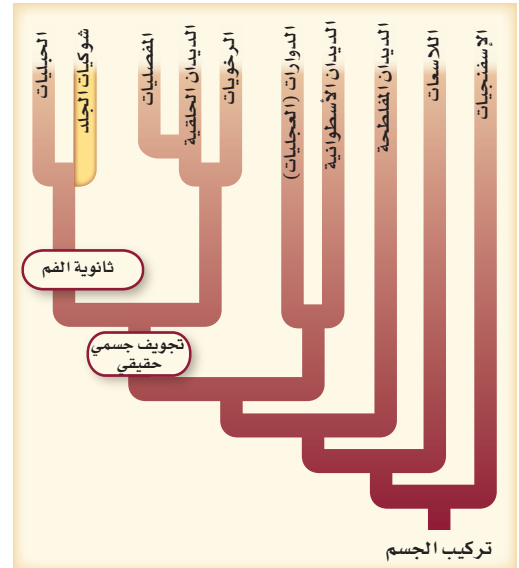 الإسفنجيات
اللاسعات
الديدان المفلطحة
الديدان الأسطوانية
الدوارات (العجليات)
الرخويات
الديدان الحلقية
المفصليات
شوكيات الجلد
الحبليات
ثانوية الفم
تجويف جسمي
حقيقي
تركيب الجسم